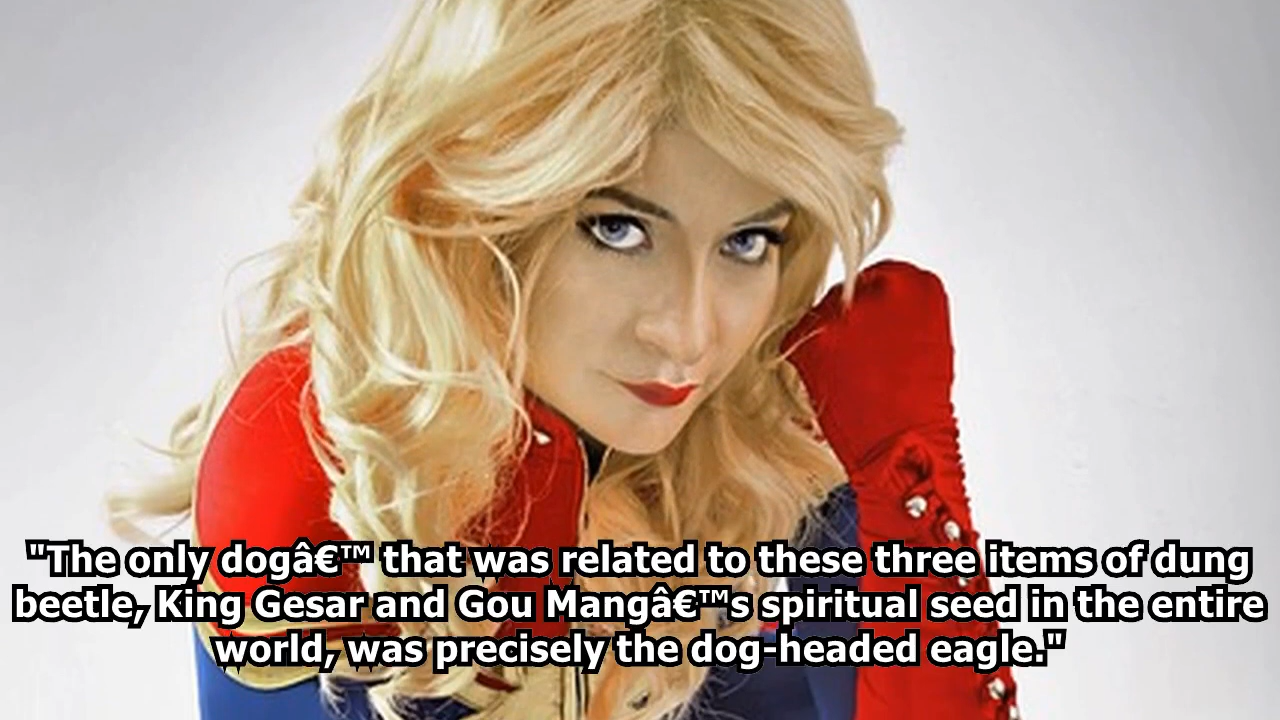 "The only dogâ€™ that was related to these three items of dung
beetle, King Gesar and Gou Mangâ€™s spiritual seed in the entire
world, was precisely the dog-headed eagle."